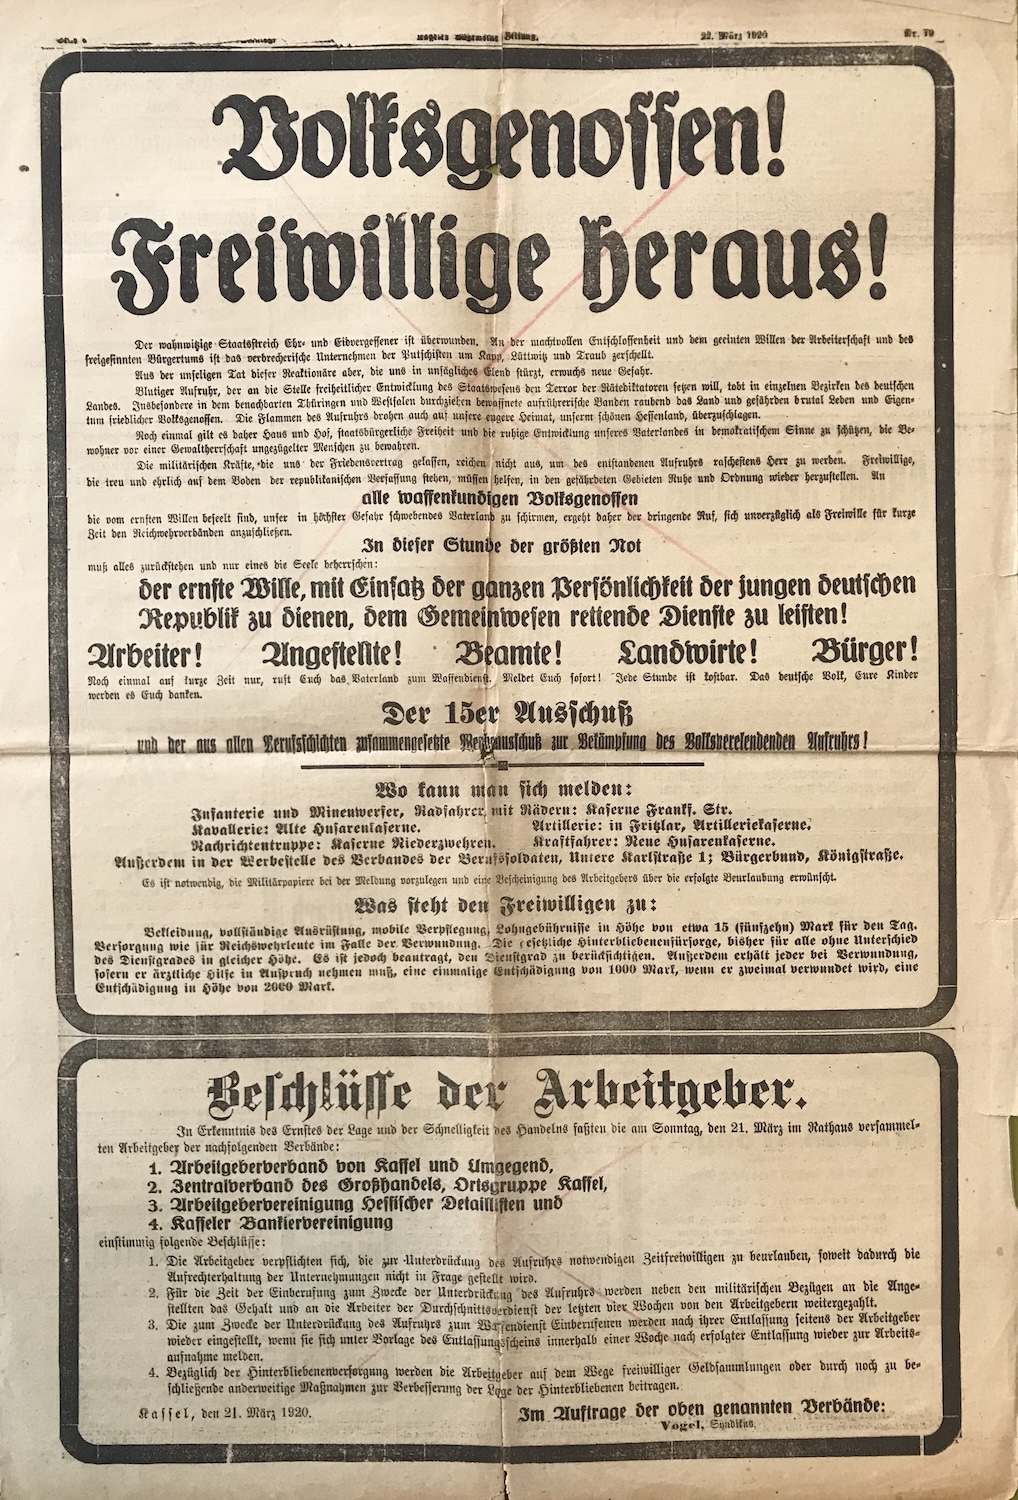 Kasseler Allgemeine Zeitung.
22. März 1920
Nr. 79
Volksgenossen!
Freiwillige heraus!
Der wahnwitzige Staatsstreich Ehr- und Eidvergessener ist überwunden. An der machtvollen Entschlossenheit und dem geeinten Willen der Arbeiterschaft und des
freigesinnten Bürgertums ist das verbrecherische Unternehmen der Putschisten um Kapp, Lüttwitz und Traub zerschellt.
Aus der unseligen Tat dieser Reaktionäre aber, die uns in unsägliches Elend stürzt, erwuchs neue Gefahr.
Blutiger Aufruhr, der an die Stelle freiheitlicher Entwicklung des Staatswesens den Terror der Rätediktatoren setzen will, tobt in einzelnen Bezirken des deutschen
Landes. Insbesondere in dem benachbarten Thüringen und Westfalen durchziehen bewaffnete aufrührerische Banden raubend das Land und gefährden brutal Leben und Eigen-
tum friedlicher Volksgenossen. Die Flammen des Aufruhrs drohen auch auf unsere engere Heimat, unserm schönen Hessenland, überzuschlagen.
Noch einmal gilt es daher Haus und Hof, staatsbürgerliche Freiheit und die ruhige Entwicklung unseres Vaterlandes in demokratischem Sinne zu schützen, die Be-
wohner vor einer Gewaltherrschaft ungezügelter Menschen zu bewahren.
Die militärischen Kräfte, die uns der Friedensvertrag gelassen, reichen nicht aus, um des entstandenen Aufruhrs raschestens Herr zu werden. Freiwillige,
die treu und ehrlich auf dem Boden der republikanischen Verfassung stehen, müssen helfen, in den gefährdeten Gebieten Ruhe und Ordnung wieder herzustellen. An
alle waffenkundigen Volksgenossen
die vom ernsten Willen beseelt sind, unser in höchster Gefahr schwebendes Vaterland zu schirmen, ergeht daher der dringende Ruf, sich unverzüglich als Freiwille für kurze
Zeit den Reichwehrverbänden anzuschließen.
In dieser Stunde der größten Not
muß alles zurückstehen und nur eines die Seele beherrschen:
der ernste Wille, mit Einsatz der ganzen Persönlichkeit der jungen deutschen
Republik zu dienen, dem Gemeinwesen rettende Dienste zu leisten!
Arbeiter! Angestellte! Beamte! Landwirte! Bürger!
Noch einmal auf kurze Zeit nur, ruft Euch das Vaterland zum Waffendienst. Meldet Euch sofort! Jede Stunde ist kostbar. Das deutsche Volk, Eure Kinder
werden es Euch danken.
Der 15er Ausschuß
und der aus allen Berufsschichten zusammengesetzte Werbeausschuß zur Bekämpfung des Volksverelendenden Aufruhrs!
Wo kann man sich melden:
Infanterie und Minenwerfer, Radfahrer mit Rädern: Kaserne Frankf. Str.
Kavallerie: Alte Husarenkaserne. Artillerie: in Fritzlar, Artilleriekaserne.
Nachrichtentruppe: Kaserne Niederzwehren. Kraftfahrer: Neue Husarenkaserne.
Außerdem in der Werbestelle des Verbandes der Berufssoldaten, Untere Karlstraße 1; Bürgerbund, Königstraße.
Es ist notwendig, die Militärpapiere bei der Meldung vorzulegen und eine Bescheinigung des Arbeitgebers über die erfolgte Beurlaubung erwünscht.
Was steht den Freiwilligen zu:
Bekleidung, vollständige Ausrüstung, mobile Verpflegung, Lohngebührnisse in Höhe von etwa 15 (fünfzehn) Mark für den Tag.
Versorgung wie für Reichswehrleute im Falle der Verwundung. Die gesetzliche Hinterbliebenenfürsorge, bisher für alle ohne Unterschied
des Dienstgrades in gleicher Höhe. Es ist jedoch beantragt, den Dienstgrad zu berücksichtigen. Außerdem erhält jeder bei Verwundung,
sofern er ärztliche Hilfe in Anspruch nehmen muß, eine einmalige Entschädigung von 1000 Mark, wenn er zweimal verwundet wird, eine
Entschädigung in Höhe von 2000 Mark.
Beschlüsse der Arbeitgeber.
In Erkenntnis des Ernstes der Lage und der Schnelligkeit des Handelns faßten die am Sonntag, den 21. März im Rathaus versammel-
ten Arbeitgeber der nachfolgenden Verbände:
1. Arbeitgeberverband von Kassel und Umgegend,
2. Zentralverband des Großhandels, Ortsgruppe Kassel,
3. Arbeitgebervereinigung Hessischer Detaillisten und
4. Kasseler Bankiervereinigung
einstimmig folgende Beschlüsse:
1. Die Arbeitgeber verpflichten sich, die zur Unterdrückung des Aufruhrs notwendigen Zeitfreiwilligen zu beurlauben, soweit dadurch die
Aufrechterhaltung der Unternehmungen nicht in Frage gestellt wird.
2. Für die Zeit der Einberufung zum Zwecke der Unterdrückung des Aufruhrs werden neben den militärischen Bezügen an die Ange-
stellten das Gehalt und an die Arbeiter der Durchschnittsverdienst der letzten vier Wochen von den Arbeitgebern weitergezahlt.
3. Die zum Zwecke der Unterdrückung des Aufruhrs zum Waffendienst Einberufenen werden nach ihrer Entlassung seitens der Arbeitgeber
wieder eingestellt, wenn sie sich unter Vorlage des Entlassungsscheins innerhalb einer Woche nach erfolgter Entlassung wieder zur Arbeits-
aufnahme melden.
4. Bezüglich der Hinterbliebenenversorgung werden die Arbeitgeber auf dem Wege freiwilliger Geldsammlungen oder durch noch zu be-
schließende anderweitige Maßnahmen zur Verbesserung der Lage der Hinterbliebenen beitragen.
Kassel, den 21. März 1920. Im Auftrage der oben genannten Verbände:
Vogel, Syndikus.